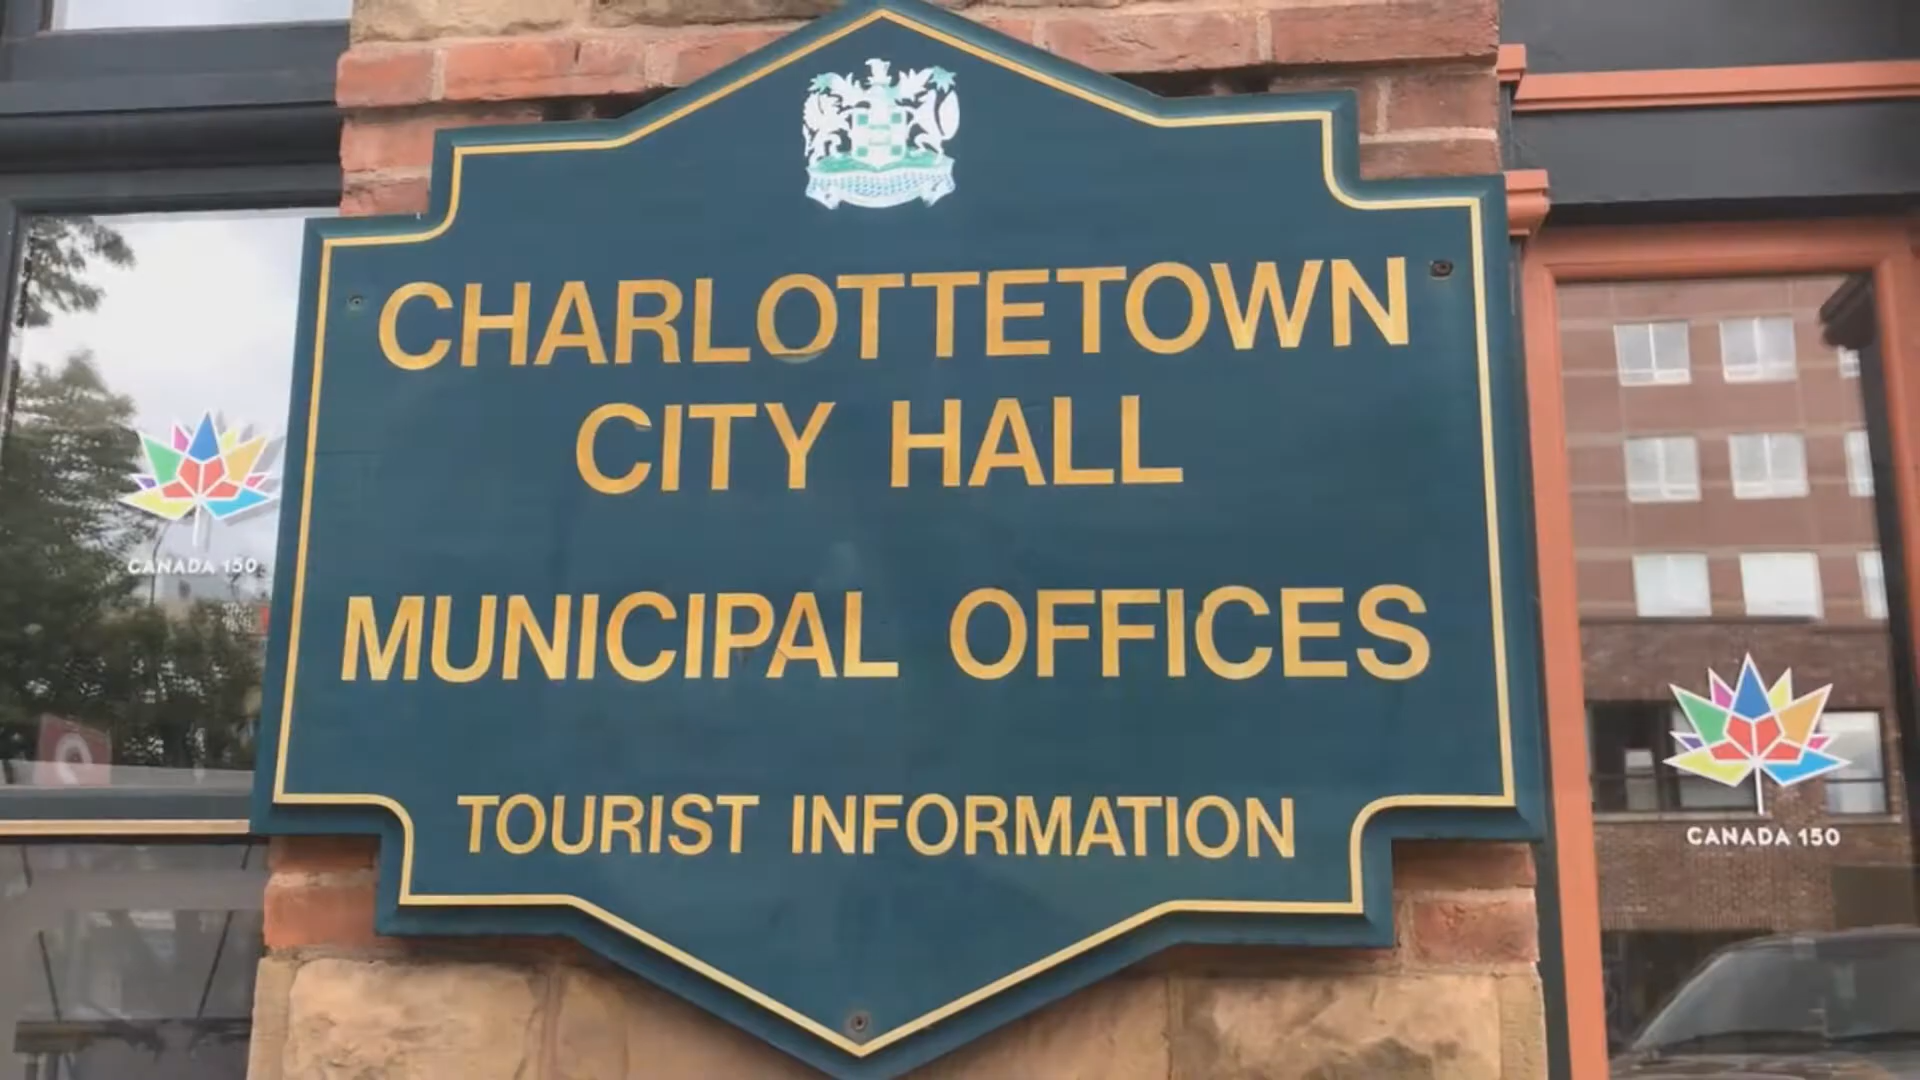 CHARLOTTETOWN
CITY HALL
MUNICIPAL OFFICES
TOURIST INFORMATION
CANADA 150
CANADA 150